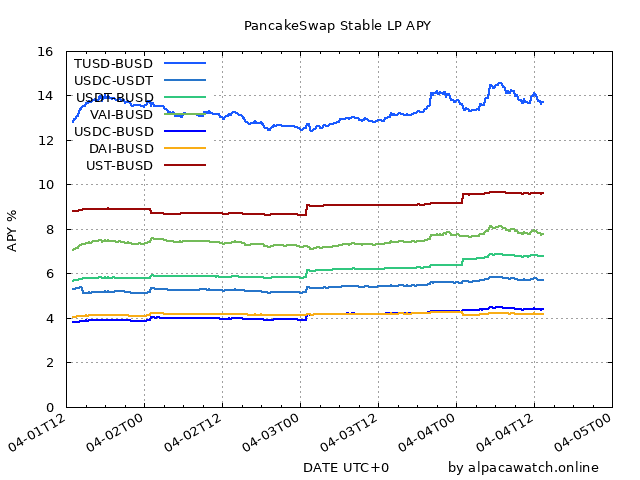 PancakeSwap Stable LP APY
TUSD-BUSD
USDC-USDT
USDT-BUSD
VAI-BUSD
USDC-BUSD
DAI-BUSD
UST-BUSD
APY %
16
14
12
10
8
6
4
2
0
04-01T12
04-02T00
04-02T12
04-03T00
04-03T12
04-04T00
04-04T12
04-05T00
DATE UTC+0
by alpacawatch.online